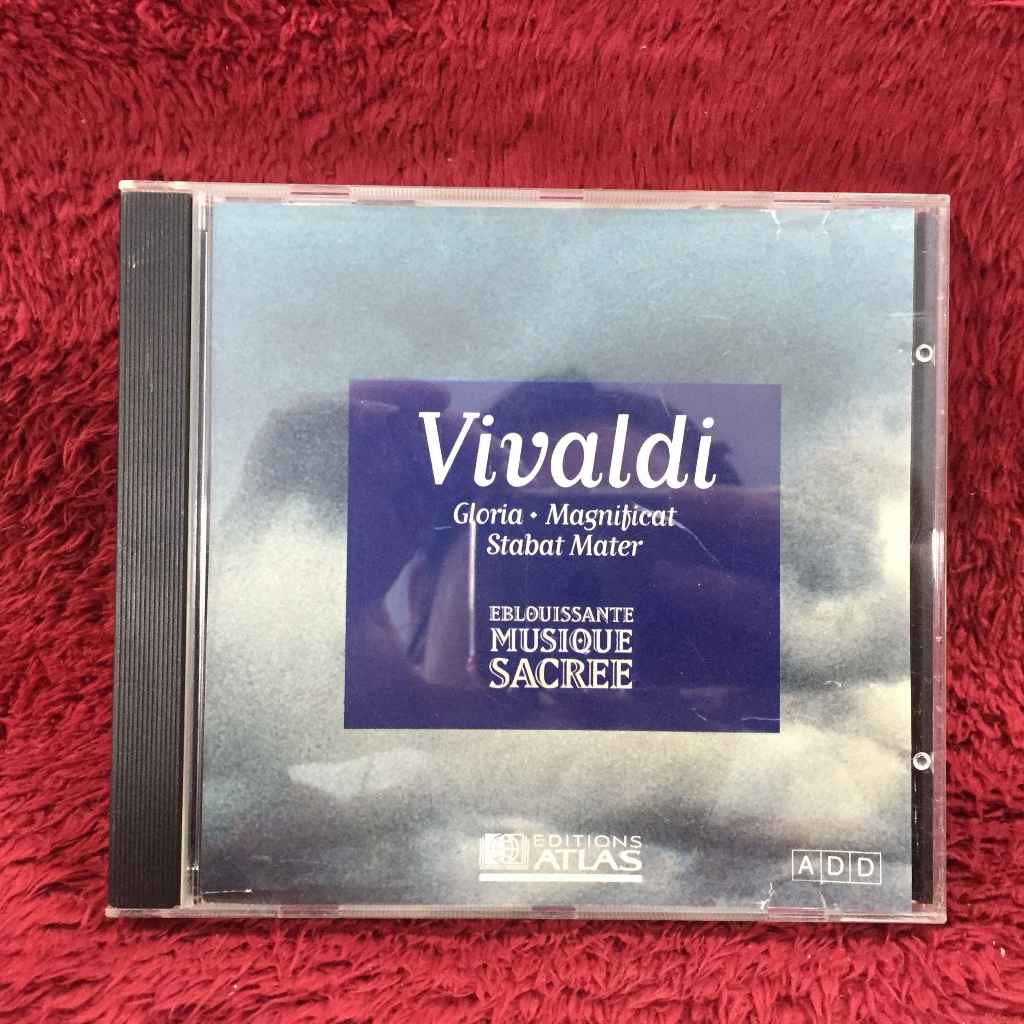 Vivaldi
Gloria • Magnificat
Stabat Mater
EBLOUISSANTE
MUSIQUE
SACREE
EDITIONS
ATLAS
ADD